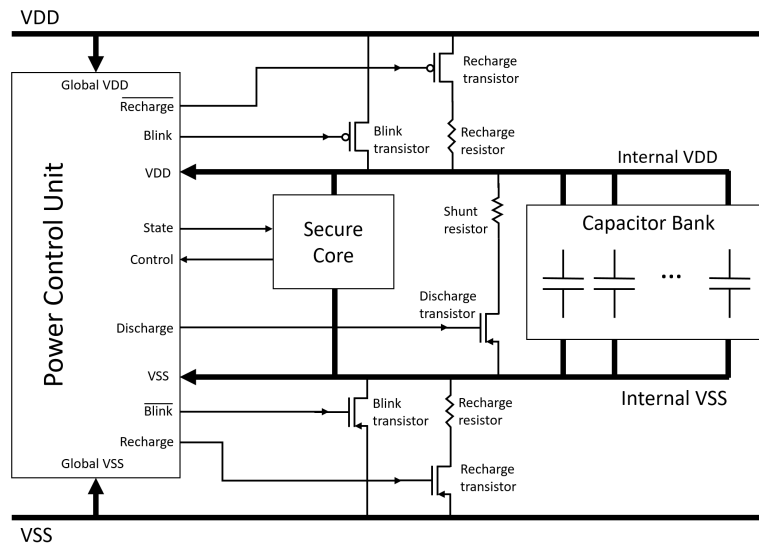 VDD
Global VDD
Recharge
Recharge
transistor
Blink
Blink
transistor
Recharge
resistor
VDD
Internal VDD
Power Control Unit
State
Control
Secure
Core
Shunt
resistor
Capacitor Bank
...
Discharge
Discharge
transistor
VSS
Internal VSS
Blink
Blink
transistor
Recharge
resistor
Recharge
Global VSS
Recharge
transistor
VSS